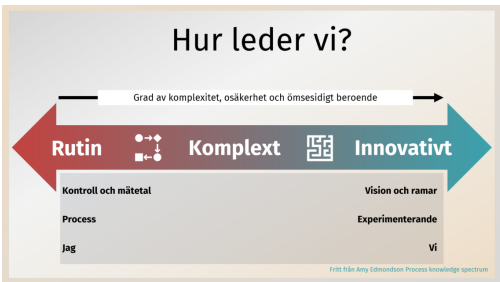 Hur leder vi?
Grad av komplexitet, osäkerhet och ömsesidigt beroende
Rutin Komplext Innovativt
Kontroll och mätetal Vision och ramar
Process Experimenterande
Jag Vi
Fritt från Amy Edmondson Process knowledge spectrum